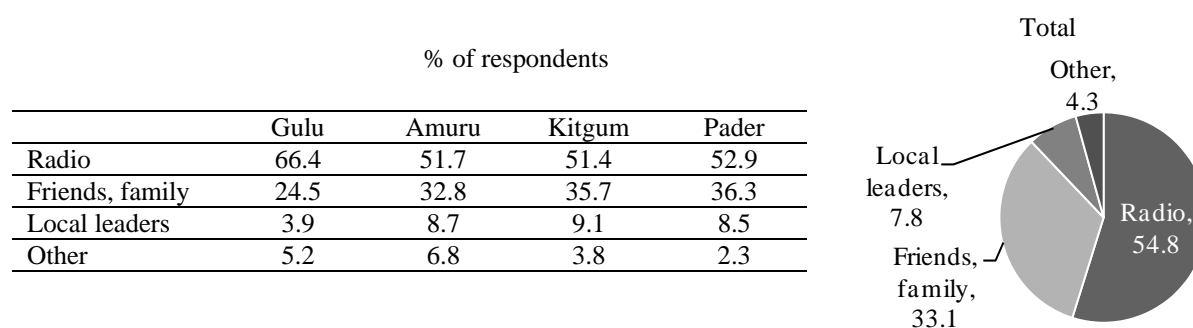 % of respondents
Gulu Amuru Kitgum Pader
Radio 66.4 51.7 51.4 52.9
Friends, family 24.5 32.8 35.7 36.3
Local leaders 3.9 8.7 9.1 8.5
Other 5.2 6.8 3.8 2.3
Total
Other,
4.3
Local
leaders,
7.8
Radio,
54.8
Friends,
family,
33.1